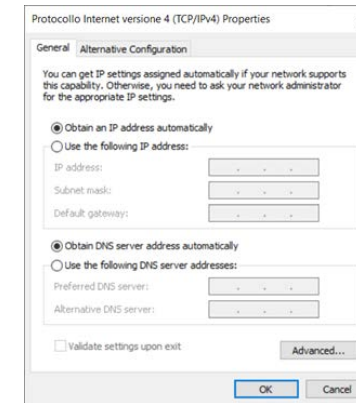 Protocollo Internet versione 4 (TCP/IPv4) Properties
General
Alternative Configuration
You can get IP settings assigned automatically if your network supports
this capability. Otherwise, you need to ask your network administrator
for the appropriate IP settings.
Obtain an IP address automatically
Use the following IP address:
IP address:
Subnet mask:
Default gateway:
Obtain DNS server address automatically
Use the following DNS server addresses:
Preferred DNS server:
Alternative DNS server:
Validate settings upon exit
Advanced...
OK
Cancel